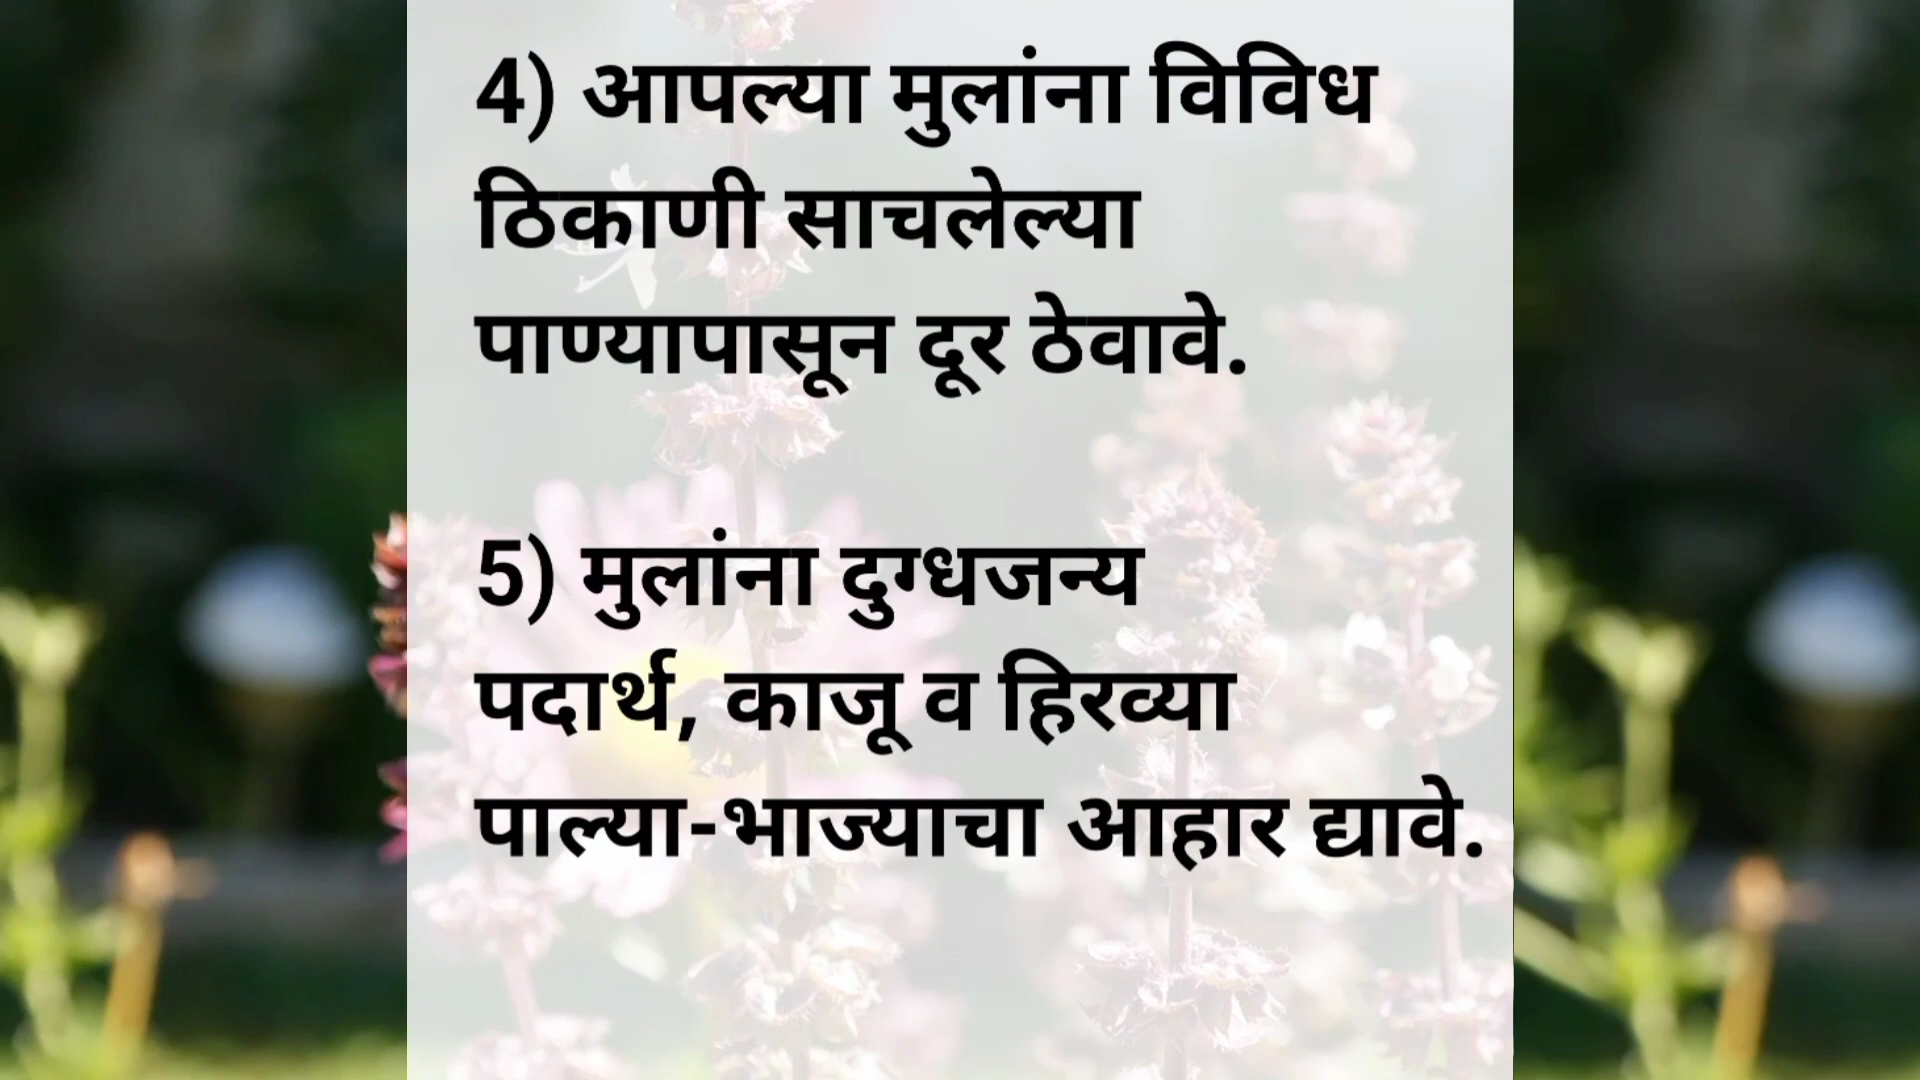 4) आपल्या मुलांना विविध
ठिकाणी साचलेल्या
पाण्यापासून दूर ठेवावे.
5) मुलांना दुग्धजन्य
पदार्थ, काजू व हिरव्या
पाल्या-भाज्याचा आहार द्यावे.